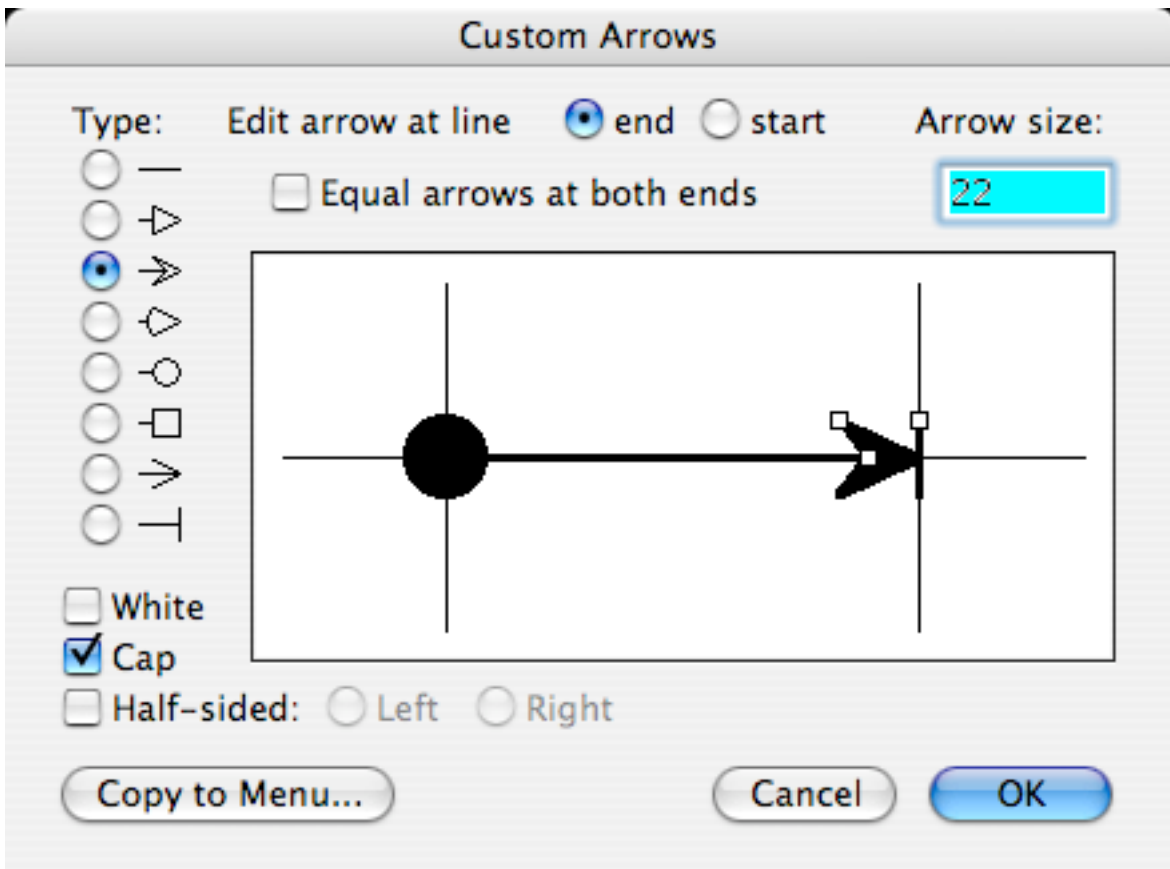 Custom Arrows
Type: Edit arrow at line end start Arrow size:
Equal arrows at both ends 22
White
Cap
Half-sided: Left Right
Copy to Menu... Cancel OK